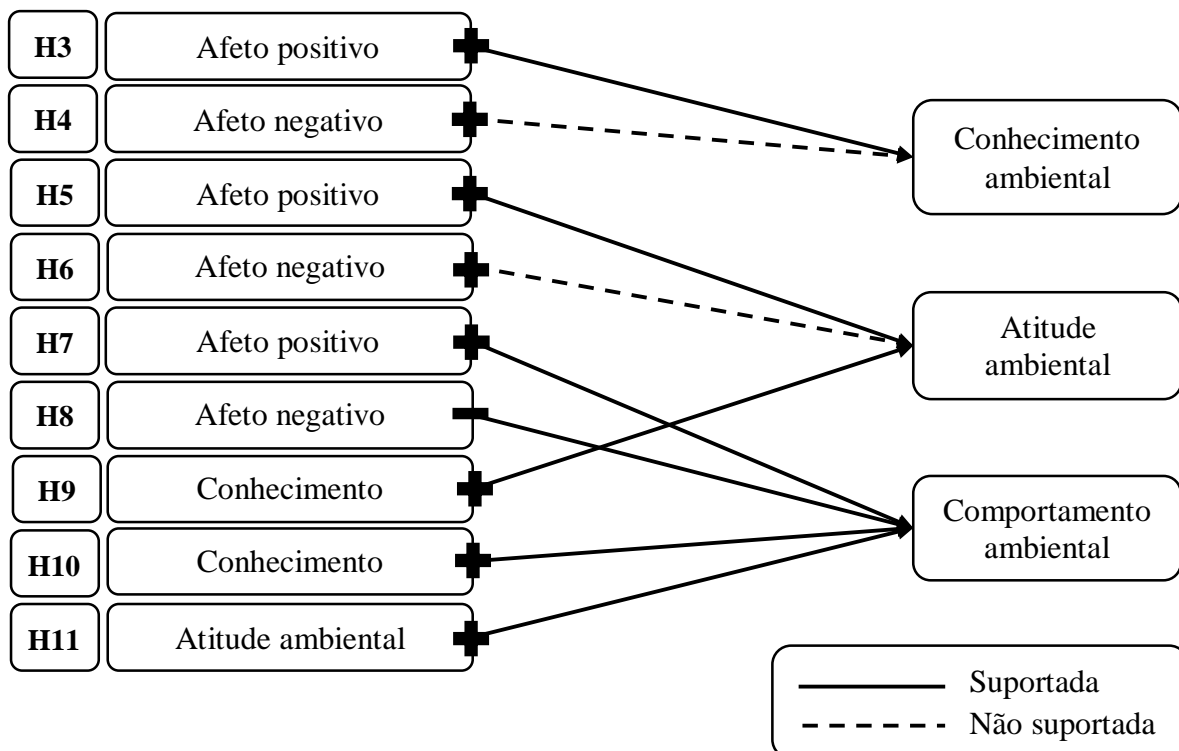 H3 Afeto positivo
H4 Afeto negativo
H5 Afeto positivo
H6 Afeto negativo
H7 Afeto positivo
H8 Afeto negativo
H9 Conhecimento
H10 Conhecimento
H11 Atitude ambiental
Conhecimento
ambiental
Atitude
ambiental
Comportamento
ambiental
Suportada
Não suportada